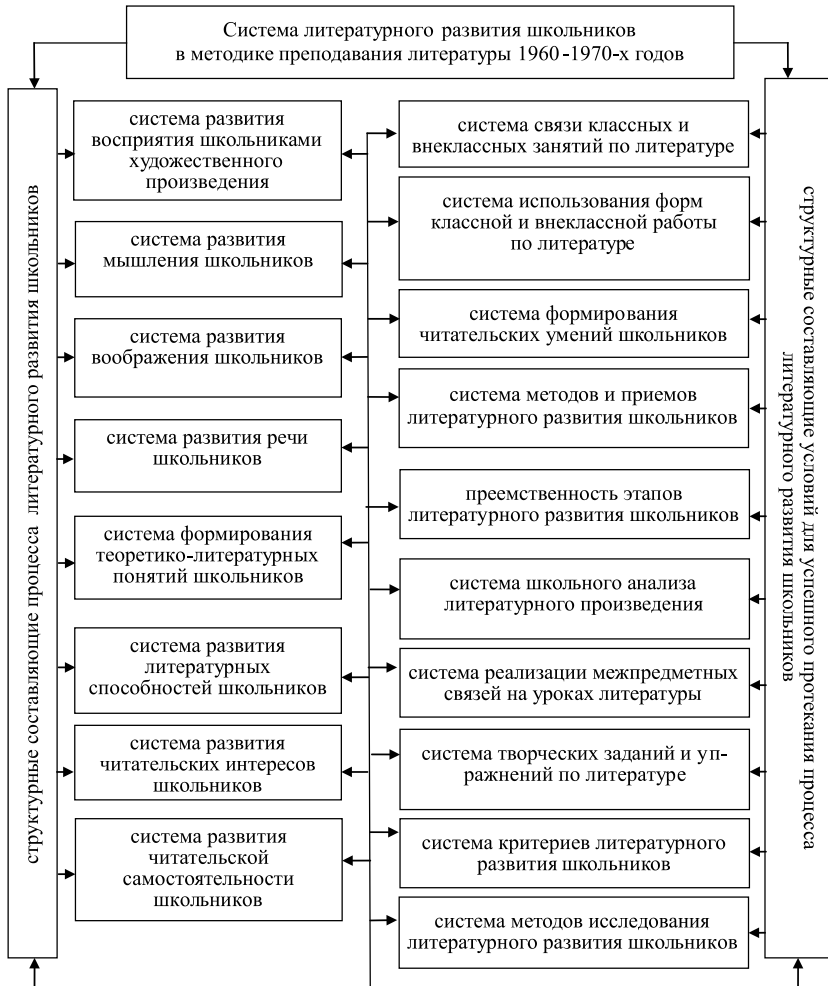 Система литературного развития школьников
в методике преподавания литературы 1960-1970-х годов
структурные составляющие процесса литературного развития школьников
система развития
восприятия школьниками
художественного
произведения
система развития
мышления школьников
система развития
воображения школьников
система развития речи
школьников
система формирования
теоретико-литературных
понятий школьников
система развития
литературных
способностей школьников
система развития
читательских интересов
школьников
система развития
читательской
самостоятельности
школьников
система связи классных и
внеклассных занятий по литературе
система использования форм
классной и внеклассной работы
по литературе
система формирования
читательских умений школьников
система методов и приемов
литературного развития школьников
преемственность этапов
литературного развития школьников
система школьного анализа
литературного произведения
система реализации межпредметных
связей на уроках литературы
система творческих заданий и уп-
ражнений по литературе
система критериев литературного
развития школьников
система методов исследования
литературного развития школьников
структурные составляющие условий для успешного протекания процесса
литературного развития школьников